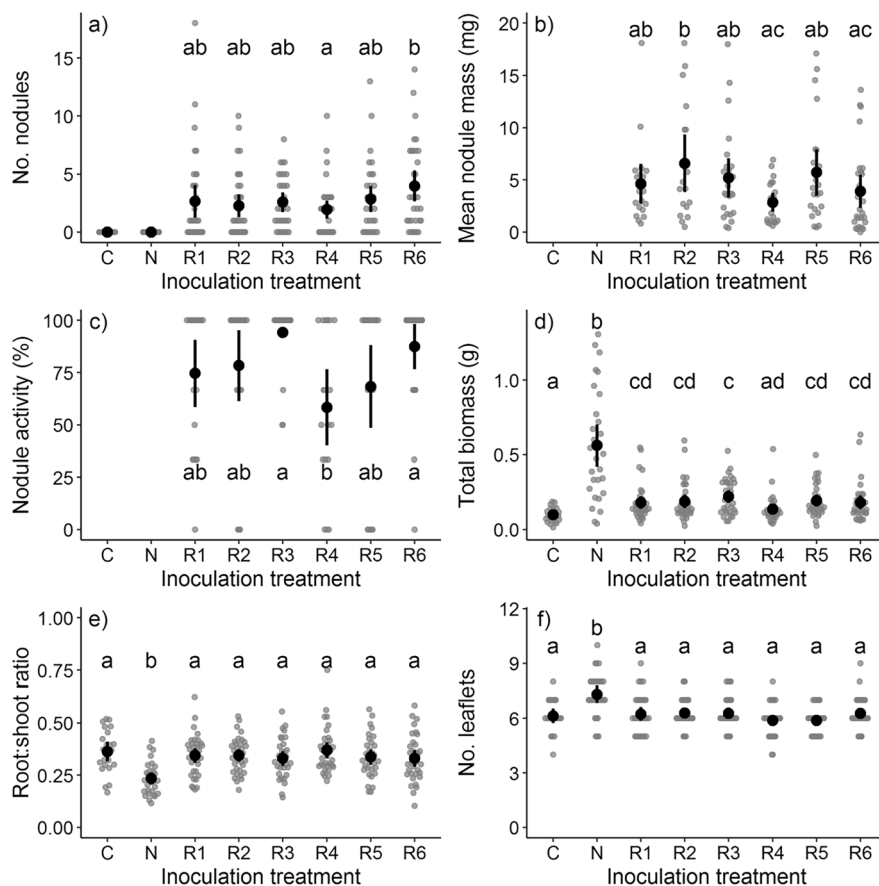 a)
ab ab ab a ab b
No. nodules
15
10
5
0
C N R1 R2 R3 R4 R5 R6
Inoculation treatment
b)
ab b ab ac ab ac
Mean nodule mass (mg)
20
15
10
5
0
C N R1 R2 R3 R4 R5 R6
Inoculation treatment
c)
Nodule activity (%)
100
75
50
25
0
ab ab a b ab a
C N R1 R2 R3 R4 R5 R6
Inoculation treatment
d)
a b cd cd c ad cd cd
Total biomass (g)
1.0
0.5
0.0
C N R1 R2 R3 R4 R5 R6
Inoculation treatment
e)
a b a a a a a a
Root:shoot ratio
1.00
0.75
0.50
0.25
0.00
C N R1 R2 R3 R4 R5 R6
Inoculation treatment
f)
a b a a a a a a
No. leaflets
12
9
6
3
0
C N R1 R2 R3 R4 R5 R6
Inoculation treatment